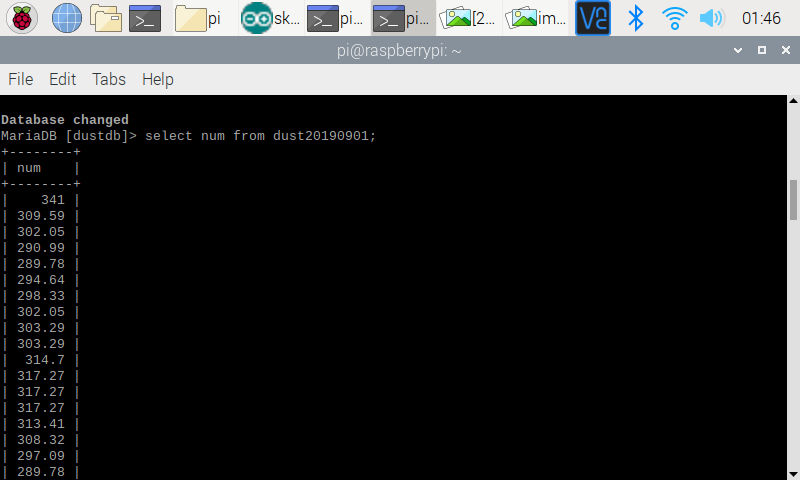 pi sk... pi... pi... [2... im... V2 01:46
pi@raspberrypi: ~
File Edit Tabs Help
Database changed
MariaDB [dustdb]> select num from dust20190901;
+--------+
| num    |
+--------+
|    341 |
| 309.59 |
| 302.05 |
| 290.99 |
| 289.78 |
| 294.64 |
| 298.33 |
| 302.05 |
| 303.29 |
| 303.29 |
|  314.7 |
| 317.27 |
| 317.27 |
| 317.27 |
| 313.41 |
| 308.32 |
| 297.09 |
| 289.78 |